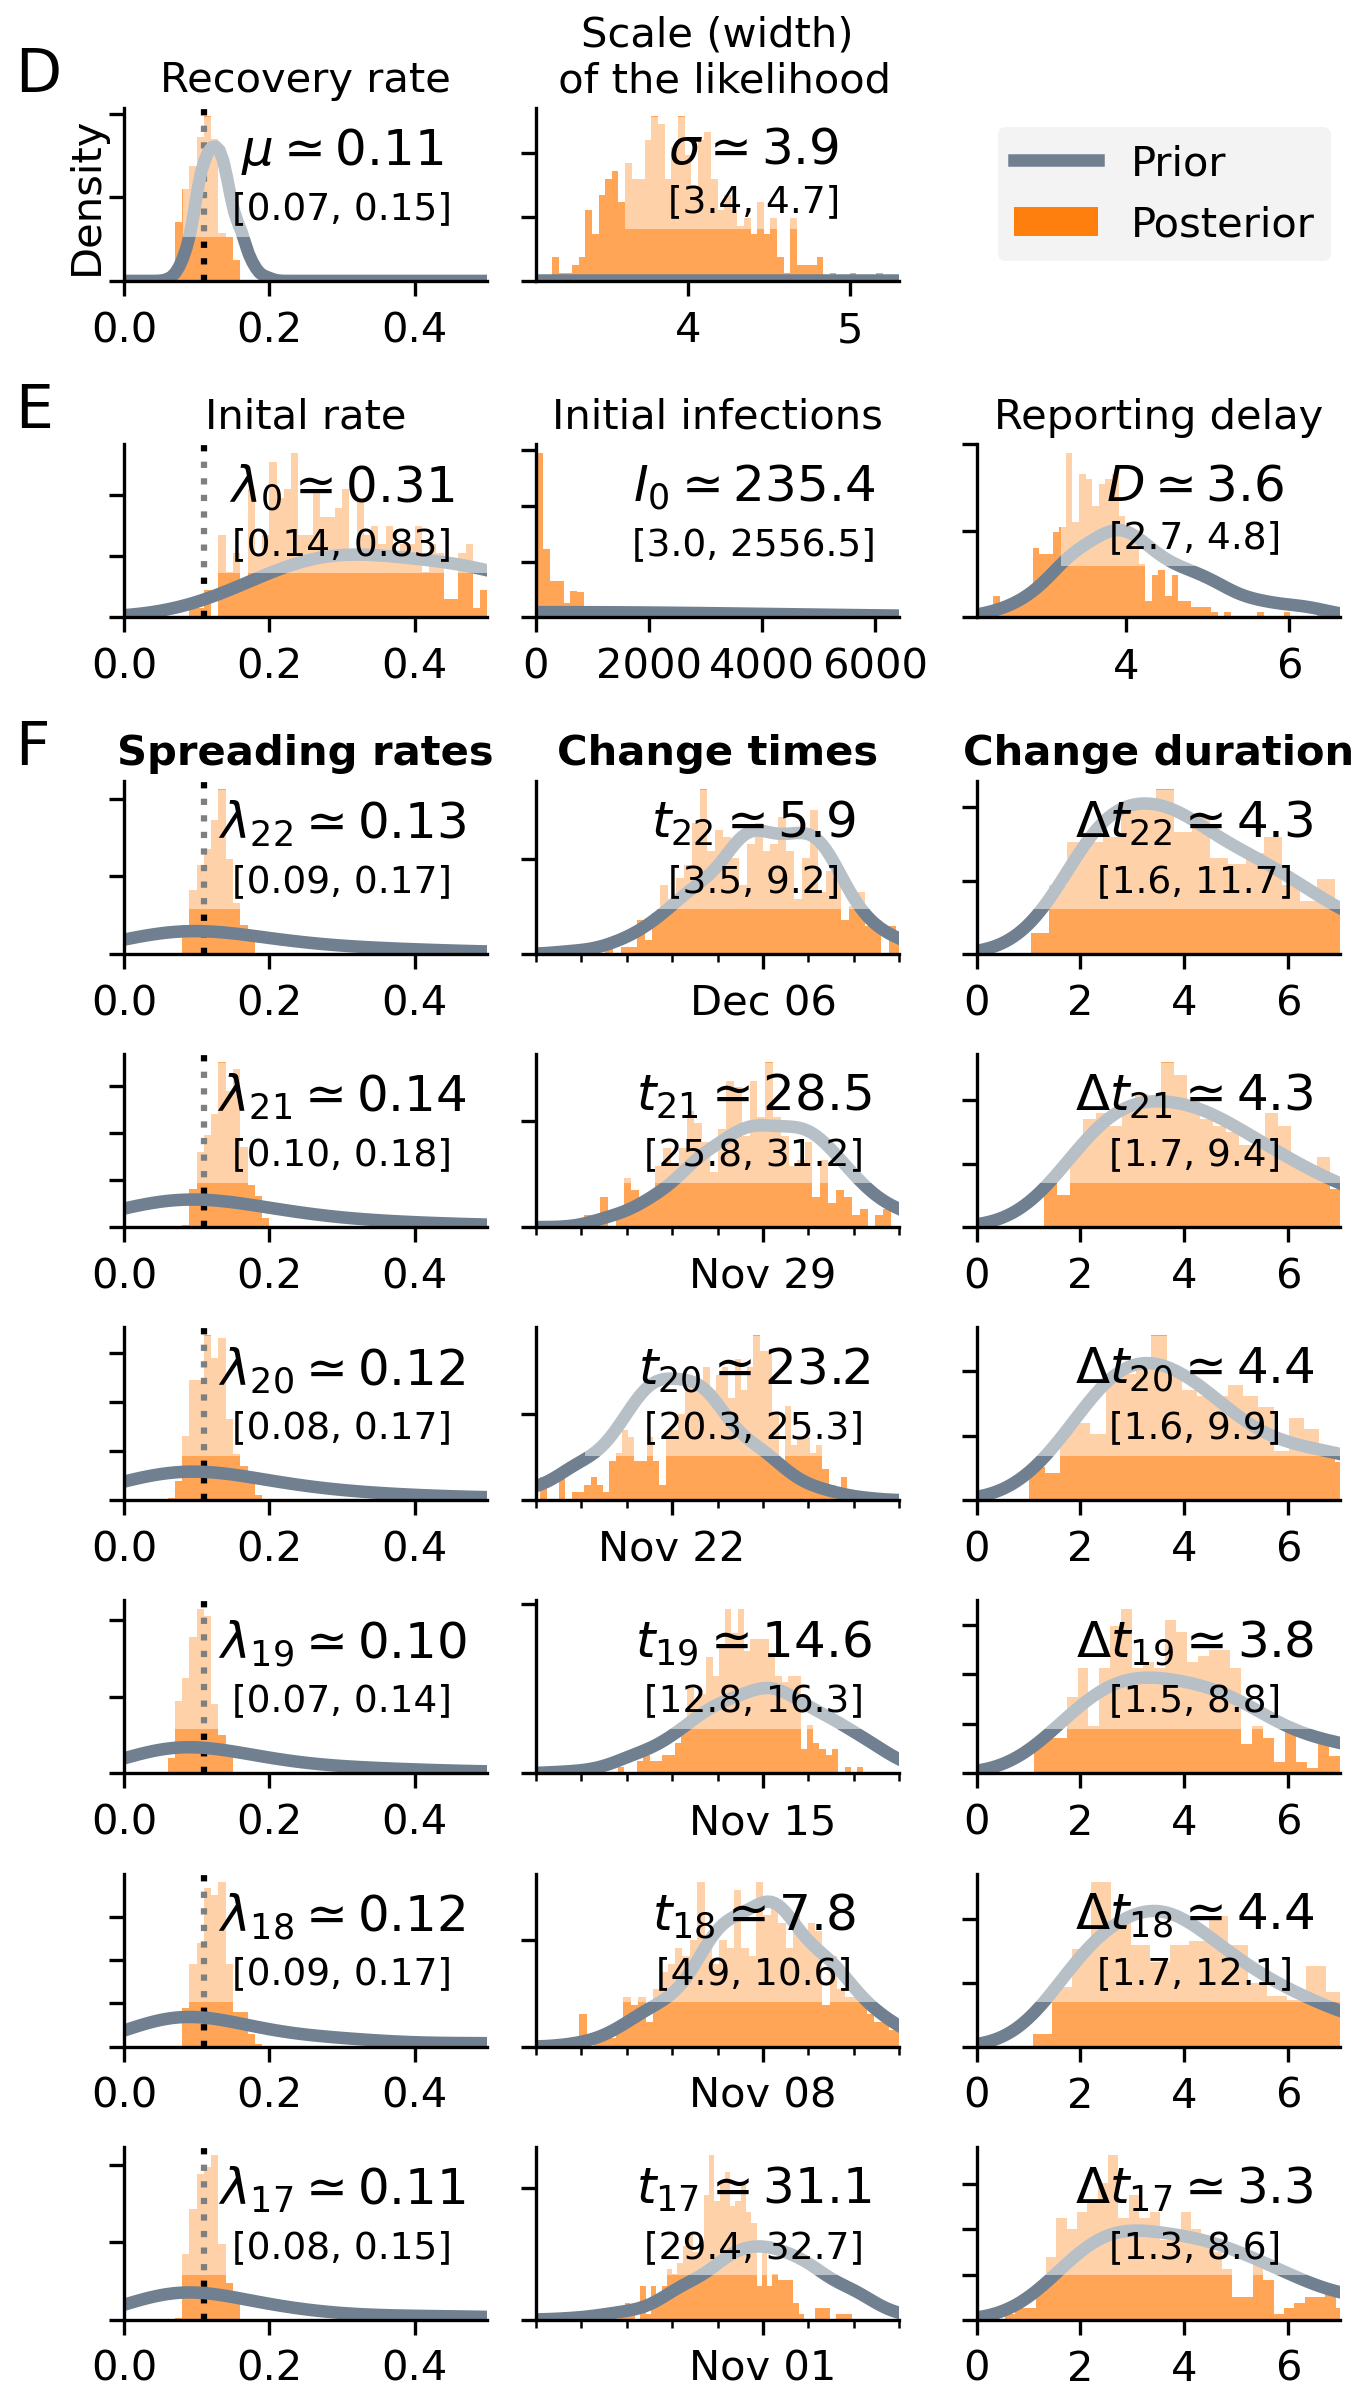 D
Recovery rate
Scale (width)
of the likelihood
Density
μ ≃ 0.11
[0.07, 0.15]
σ ≃ 3.9
[3.4, 4.7]
Prior
Posterior
0.0 0.2 0.4
4 5
E
Inital rate
Initial infections
Reporting delay
λ₀ ≃ 0.31
[0.14, 0.83]
I₀ ≃ 235.4
[3.0, 2556.5]
D ≃ 3.6
[2.7, 4.8]
0.0 0.2 0.4
0 2000 4000 6000
4 6
F
Spreading rates
Change times
Change duration
λ₂₂ ≃ 0.13
[0.09, 0.17]
t₂₂ ≃ 5.9
[3.5, 9.2]
Δt₂₂ ≃ 4.3
[1.6, 11.7]
0.0 0.2 0.4
Dec 06
0 2 4 6
λ₂₁ ≃ 0.14
[0.10, 0.18]
t₂₁ ≃ 28.5
[25.8, 31.2]
Δt₂₁ ≃ 4.3
[1.7, 9.4]
0.0 0.2 0.4
Nov 29
0 2 4 6
λ₂₀ ≃ 0.12
[0.08, 0.17]
t₂₀ ≃ 23.2
[20.3, 25.3]
Δt₂₀ ≃ 4.4
[1.6, 9.9]
0.0 0.2 0.4
Nov 22
0 2 4 6
λ₁₉ ≃ 0.10
[0.07, 0.14]
t₁₉ ≃ 14.6
[12.8, 16.3]
Δt₁₉ ≃ 3.8
[1.5, 8.8]
0.0 0.2 0.4
Nov 15
0 2 4 6
λ₁₈ ≃ 0.12
[0.09, 0.17]
t₁₈ ≃ 7.8
[4.9, 10.6]
Δt₁₈ ≃ 4.4
[1.7, 12.1]
0.0 0.2 0.4
Nov 08
0 2 4 6
λ₁₇ ≃ 0.11
[0.08, 0.15]
t₁₇ ≃ 31.1
[29.4, 32.7]
Δt₁₇ ≃ 3.3
[1.3, 8.6]
0.0 0.2 0.4
Nov 01
0 2 4 6